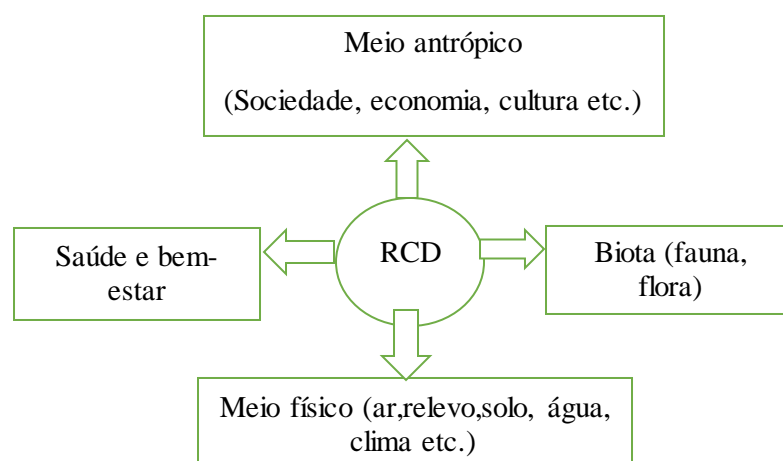 Meio antrópico
(Sociedade, economia, cultura etc.)
Saúde e bem-
estar
RCD
Biota (fauna,
flora)
Meio físico (ar,relevo,solo, água,
clima etc.)